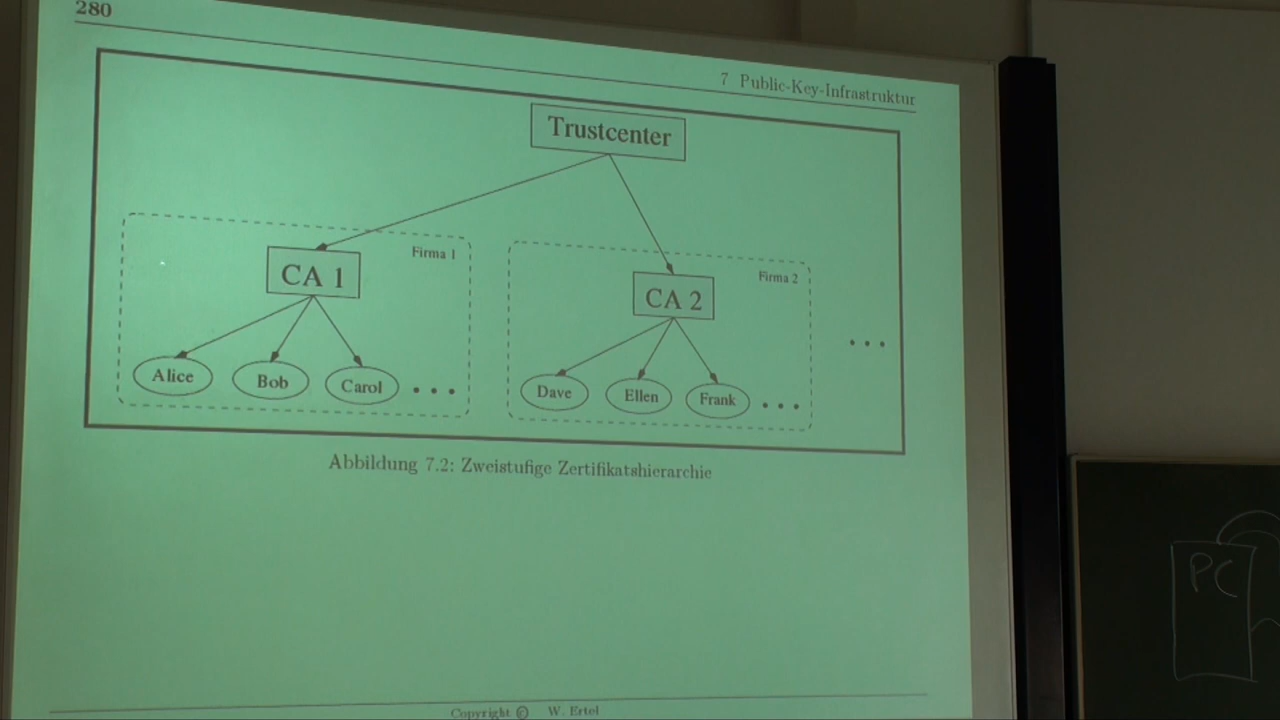 280
7 Public-Key-Infrastruktur
Trustcenter
Firma 1
CA 1
Firma 2
CA 2
Alice
Bob
Carol
. . .
Dave
Ellen
Frank
. . .
. . .
Abbildung 7.2: Zweistufige Zertifikatshierarchie
Copyright © W. Ertel
PC